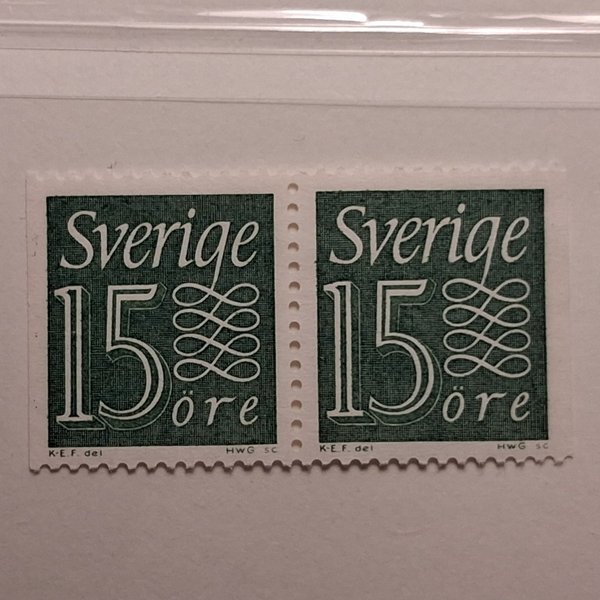 Sverige
15
öre
K-E.F. del HWG SC
Sverige
15
öre
K-E.F. del HWG SC